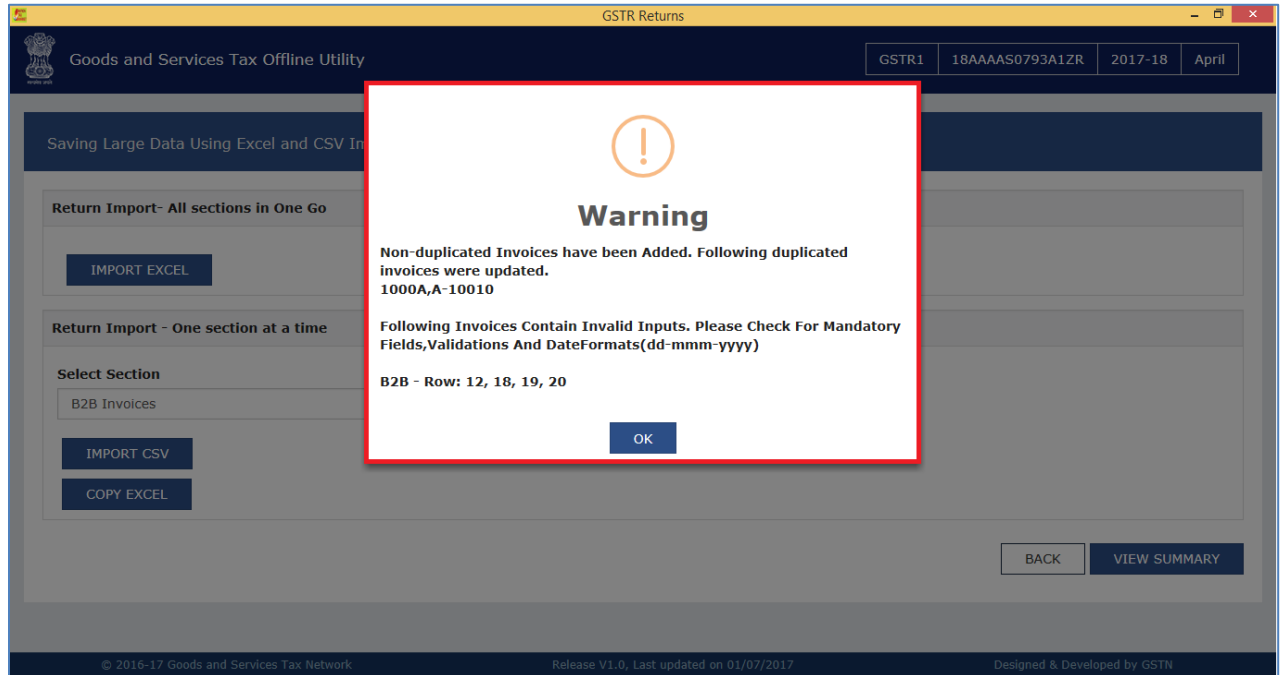 GSTR Returns
Goods and Services Tax Offline Utility
GSTR1 18AAAAS0793A1ZR 2017-18 April
Saving Large Data Using Excel and CSV
Warning
Return Import- All sections in One Go
IMPORT EXCEL
Non-duplicated Invoices have been Added. Following duplicated
invoices were updated.
1000A,A-10010
Following Invoices Contain Invalid Inputs. Please Check For Mandatory
Fields,Validations And DateFormats(dd-mmm-yyyy)
B2B - Row: 12, 18, 19, 20
OK
Return Import - One section at a time
Select Section
B2B Invoices
IMPORT CSV
COPY EXCEL
BACK
VIEW SUMMARY
© 2016-17 Goods and Services Tax Network
Release V1.0, Last updated on 01/07/2017
Designed & Developed by GSTN